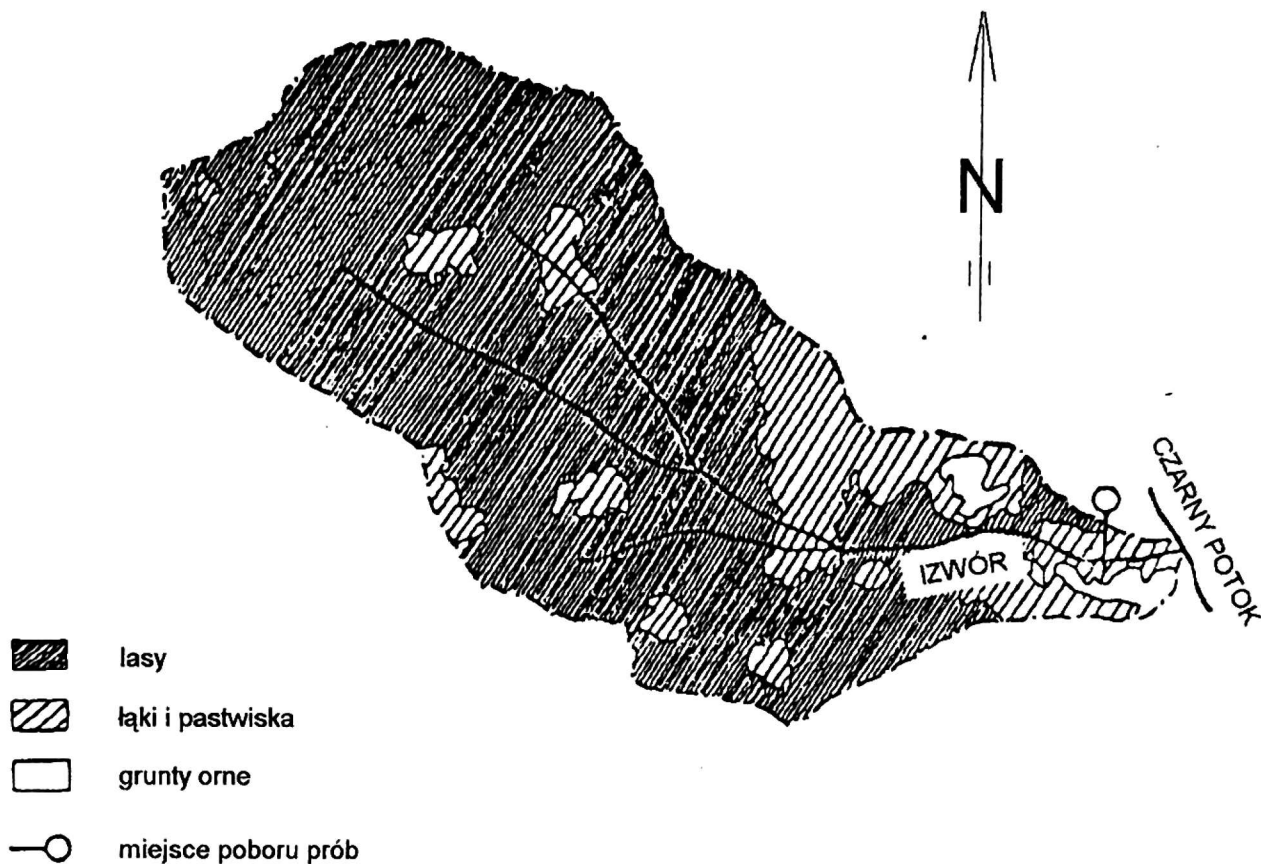 N
CZARNY POTOK
IZWÓR
lasy
łąki i pastwiska
grunty orne
miejsce poboru prób